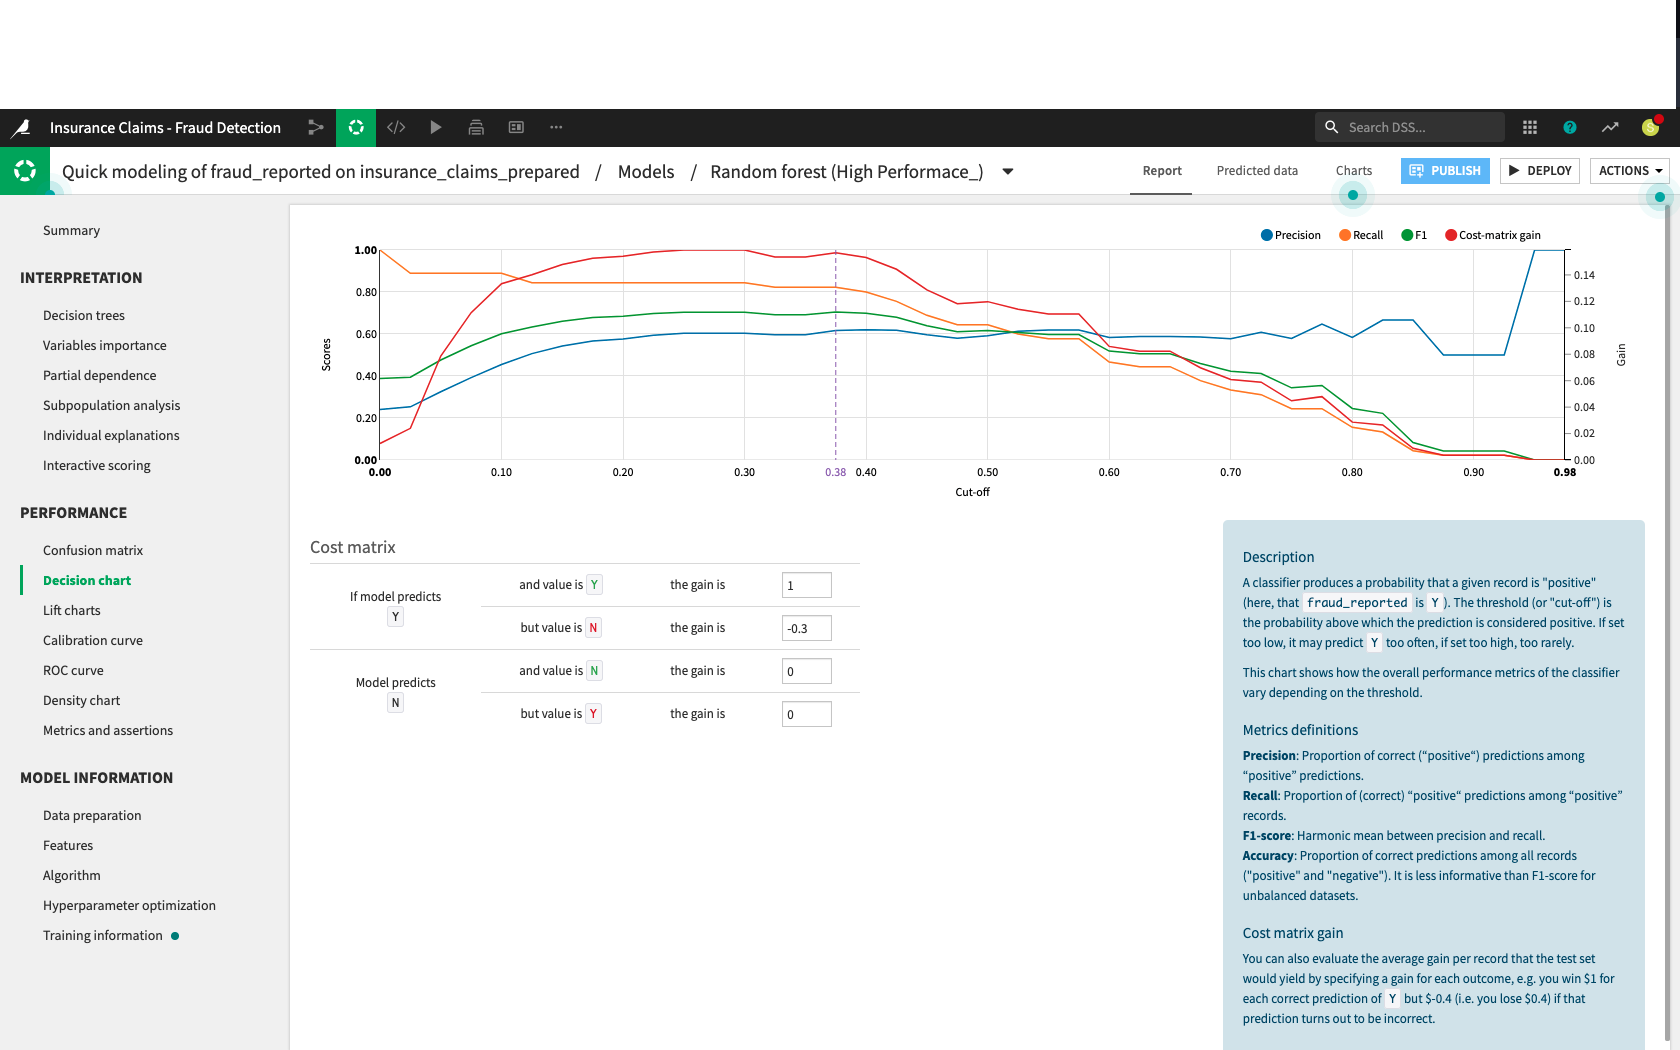 Insurance Claims - Fraud Detection
Search DSS...
?
S
Quick modeling of fraud_reported on insurance_claims_prepared / Models / Random forest (High Performace_)
Report
Predicted data
Charts
PUBLISH
DEPLOY
ACTIONS
Summary
INTERPRETATION
Decision trees
Variables importance
Partial dependence
Subpopulation analysis
Individual explanations
Interactive scoring
PERFORMANCE
Confusion matrix
Decision chart
Lift charts
Calibration curve
ROC curve
Density chart
Metrics and assertions
MODEL INFORMATION
Data preparation
Features
Algorithm
Hyperparameter optimization
Training information
Precision Recall F1 Cost-matrix gain
Scores
1.00
0.80
0.60
0.40
0.20
0.00
0.00 0.10 0.20 0.30 0.38 0.40 0.50 0.60 0.70 0.80 0.90 0.98
Cut-off
0.14
0.12
0.10
0.08
0.06
0.04
0.02
0.00
Gain
Cost matrix
If model predicts
Y
and value is Y the gain is 1
but value is N the gain is -0.3
Model predicts
N
and value is N the gain is 0
but value is Y the gain is 0
Description
A classifier produces a probability that a given record is "positive"
(here, that fraud_reported is Y ). The threshold (or "cut-off") is
the probability above which the prediction is considered positive. If set
too low, it may predict Y too often, if set too high, too rarely.
This chart shows how the overall performance metrics of the classifier
vary depending on the threshold.
Metrics definitions
Precision: Proportion of correct (“positive“) predictions among
“positive” predictions.
Recall: Proportion of (correct) “positive“ predictions among “positive”
records.
F1-score: Harmonic mean between precision and recall.
Accuracy: Proportion of correct predictions among all records
("positive" and "negative"). It is less informative than F1-score for
unbalanced datasets.
Cost matrix gain
You can also evaluate the average gain per record that the test set
would yield by specifying a gain for each outcome, e.g. you win $1 for
each correct prediction of Y but $-0.4 (i.e. you lose $0.4) if that
prediction turns out to be incorrect.